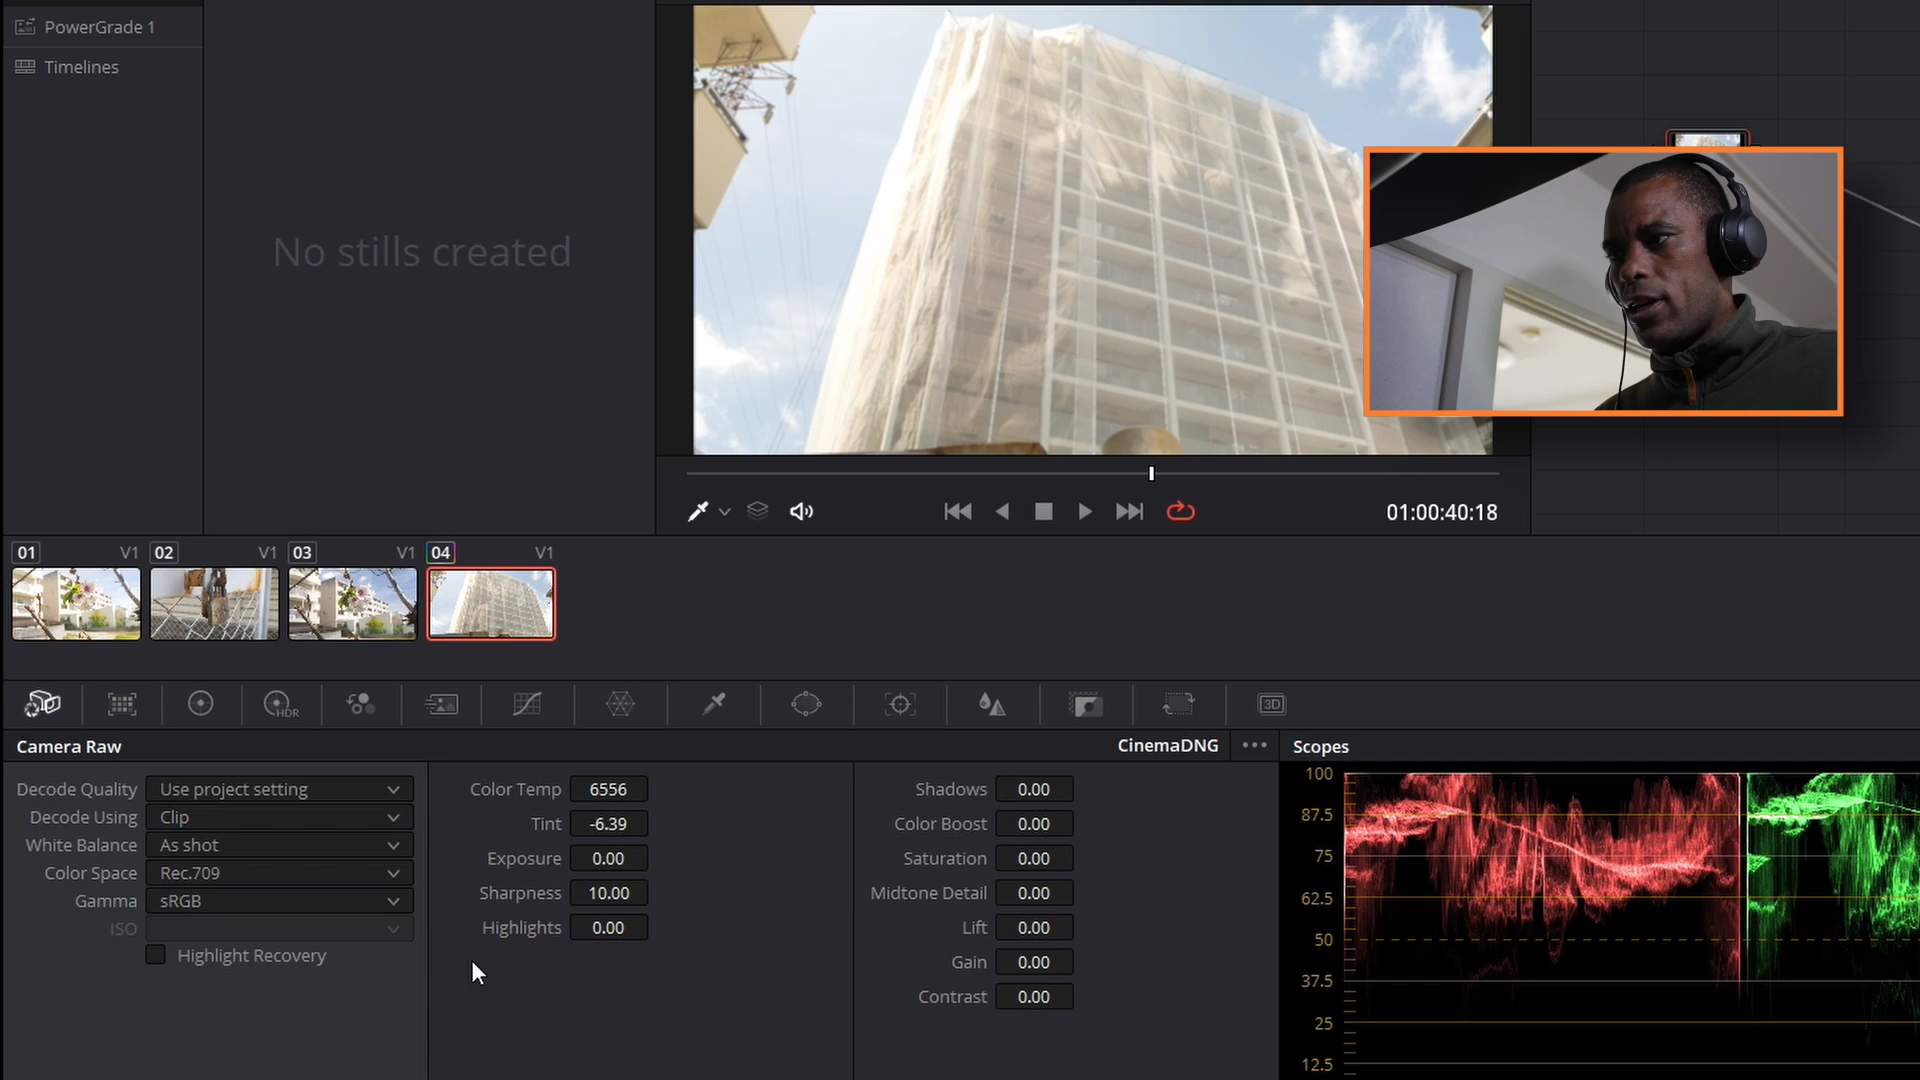 PowerGrade 1
Timelines
No stills created
01:00:40:18
01 V1 02 V1 03 V1 04 V1
HDR
3D
Camera Raw
CinemaDNG
Scopes
Decode Quality Use project setting
Decode Using Clip
White Balance As shot
Color Space Rec.709
Gamma sRGB
ISO
Highlight Recovery
Color Temp 6556
Tint -6.39
Exposure 0.00
Sharpness 10.00
Highlights 0.00
Shadows 0.00
Color Boost 0.00
Saturation 0.00
Midtone Detail 0.00
Lift 0.00
Gain 0.00
Contrast 0.00
100
87.5
75
62.5
50
37.5
25
12.5